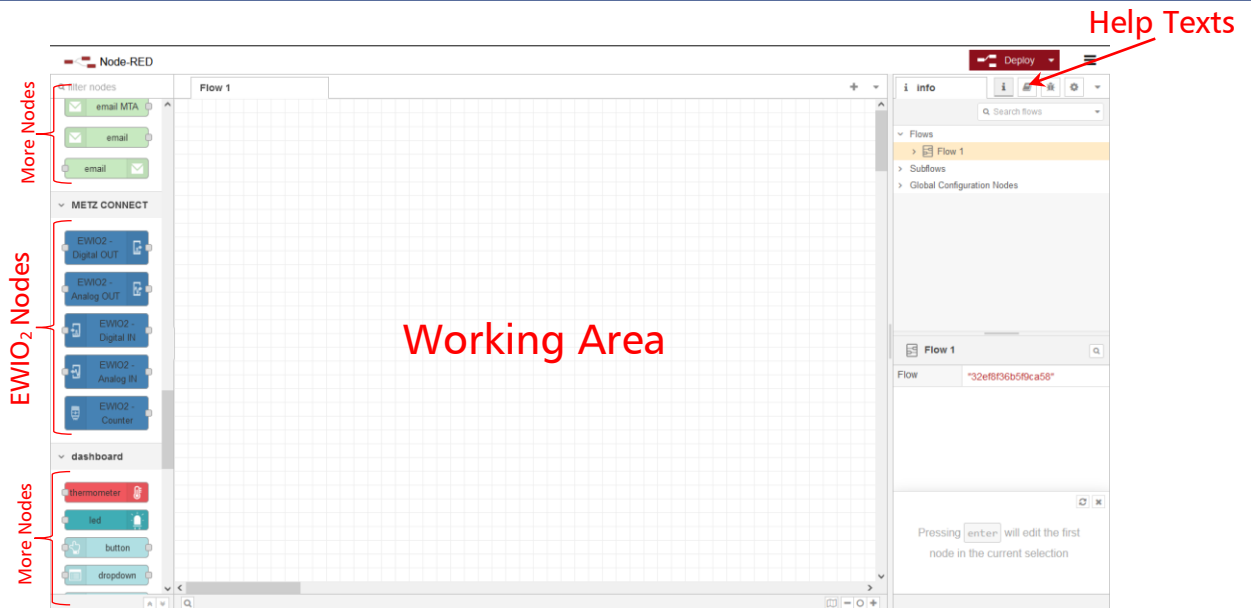 Help Texts
Node-RED
Deploy
filter nodes
Flow 1
i info
i
Search flows
More Nodes
email MTA
email
email
Flows
Flow 1
Subflows
Global Configuration Nodes
METZ CONNECT
EWIO₂ Nodes
EWIO2 -
Digital OUT
EWIO2 -
Analog OUT
EWIO2 -
Digital IN
EWIO2 -
Analog IN
EWIO2 -
Counter
Working Area
Flow 1
Flow "32ef8f36b5f9ca58"
dashboard
More Nodes
thermometer
led
button
dropdown
Pressing enter will edit the first
node in the current selection